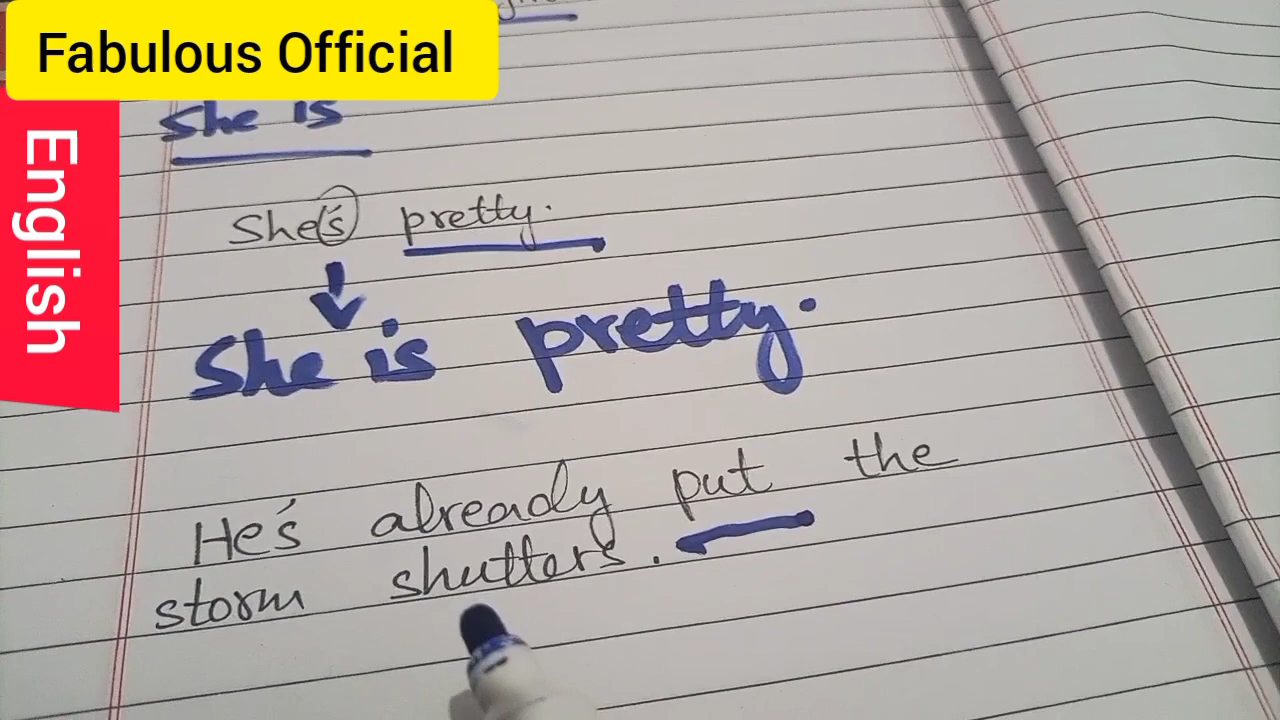 Fabulous Official
English
She is
She's pretty.
She is pretty.
He's already put the
storm shutters.